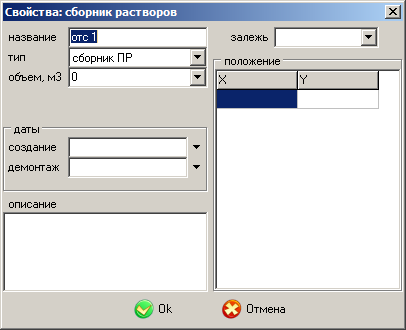 Свойства: сборник растворов
название отс 1 залежь
тип сборник ПР
объем, м3 0
положение
X Y
даты
создание
демонтаж
описание
Ok Отмена